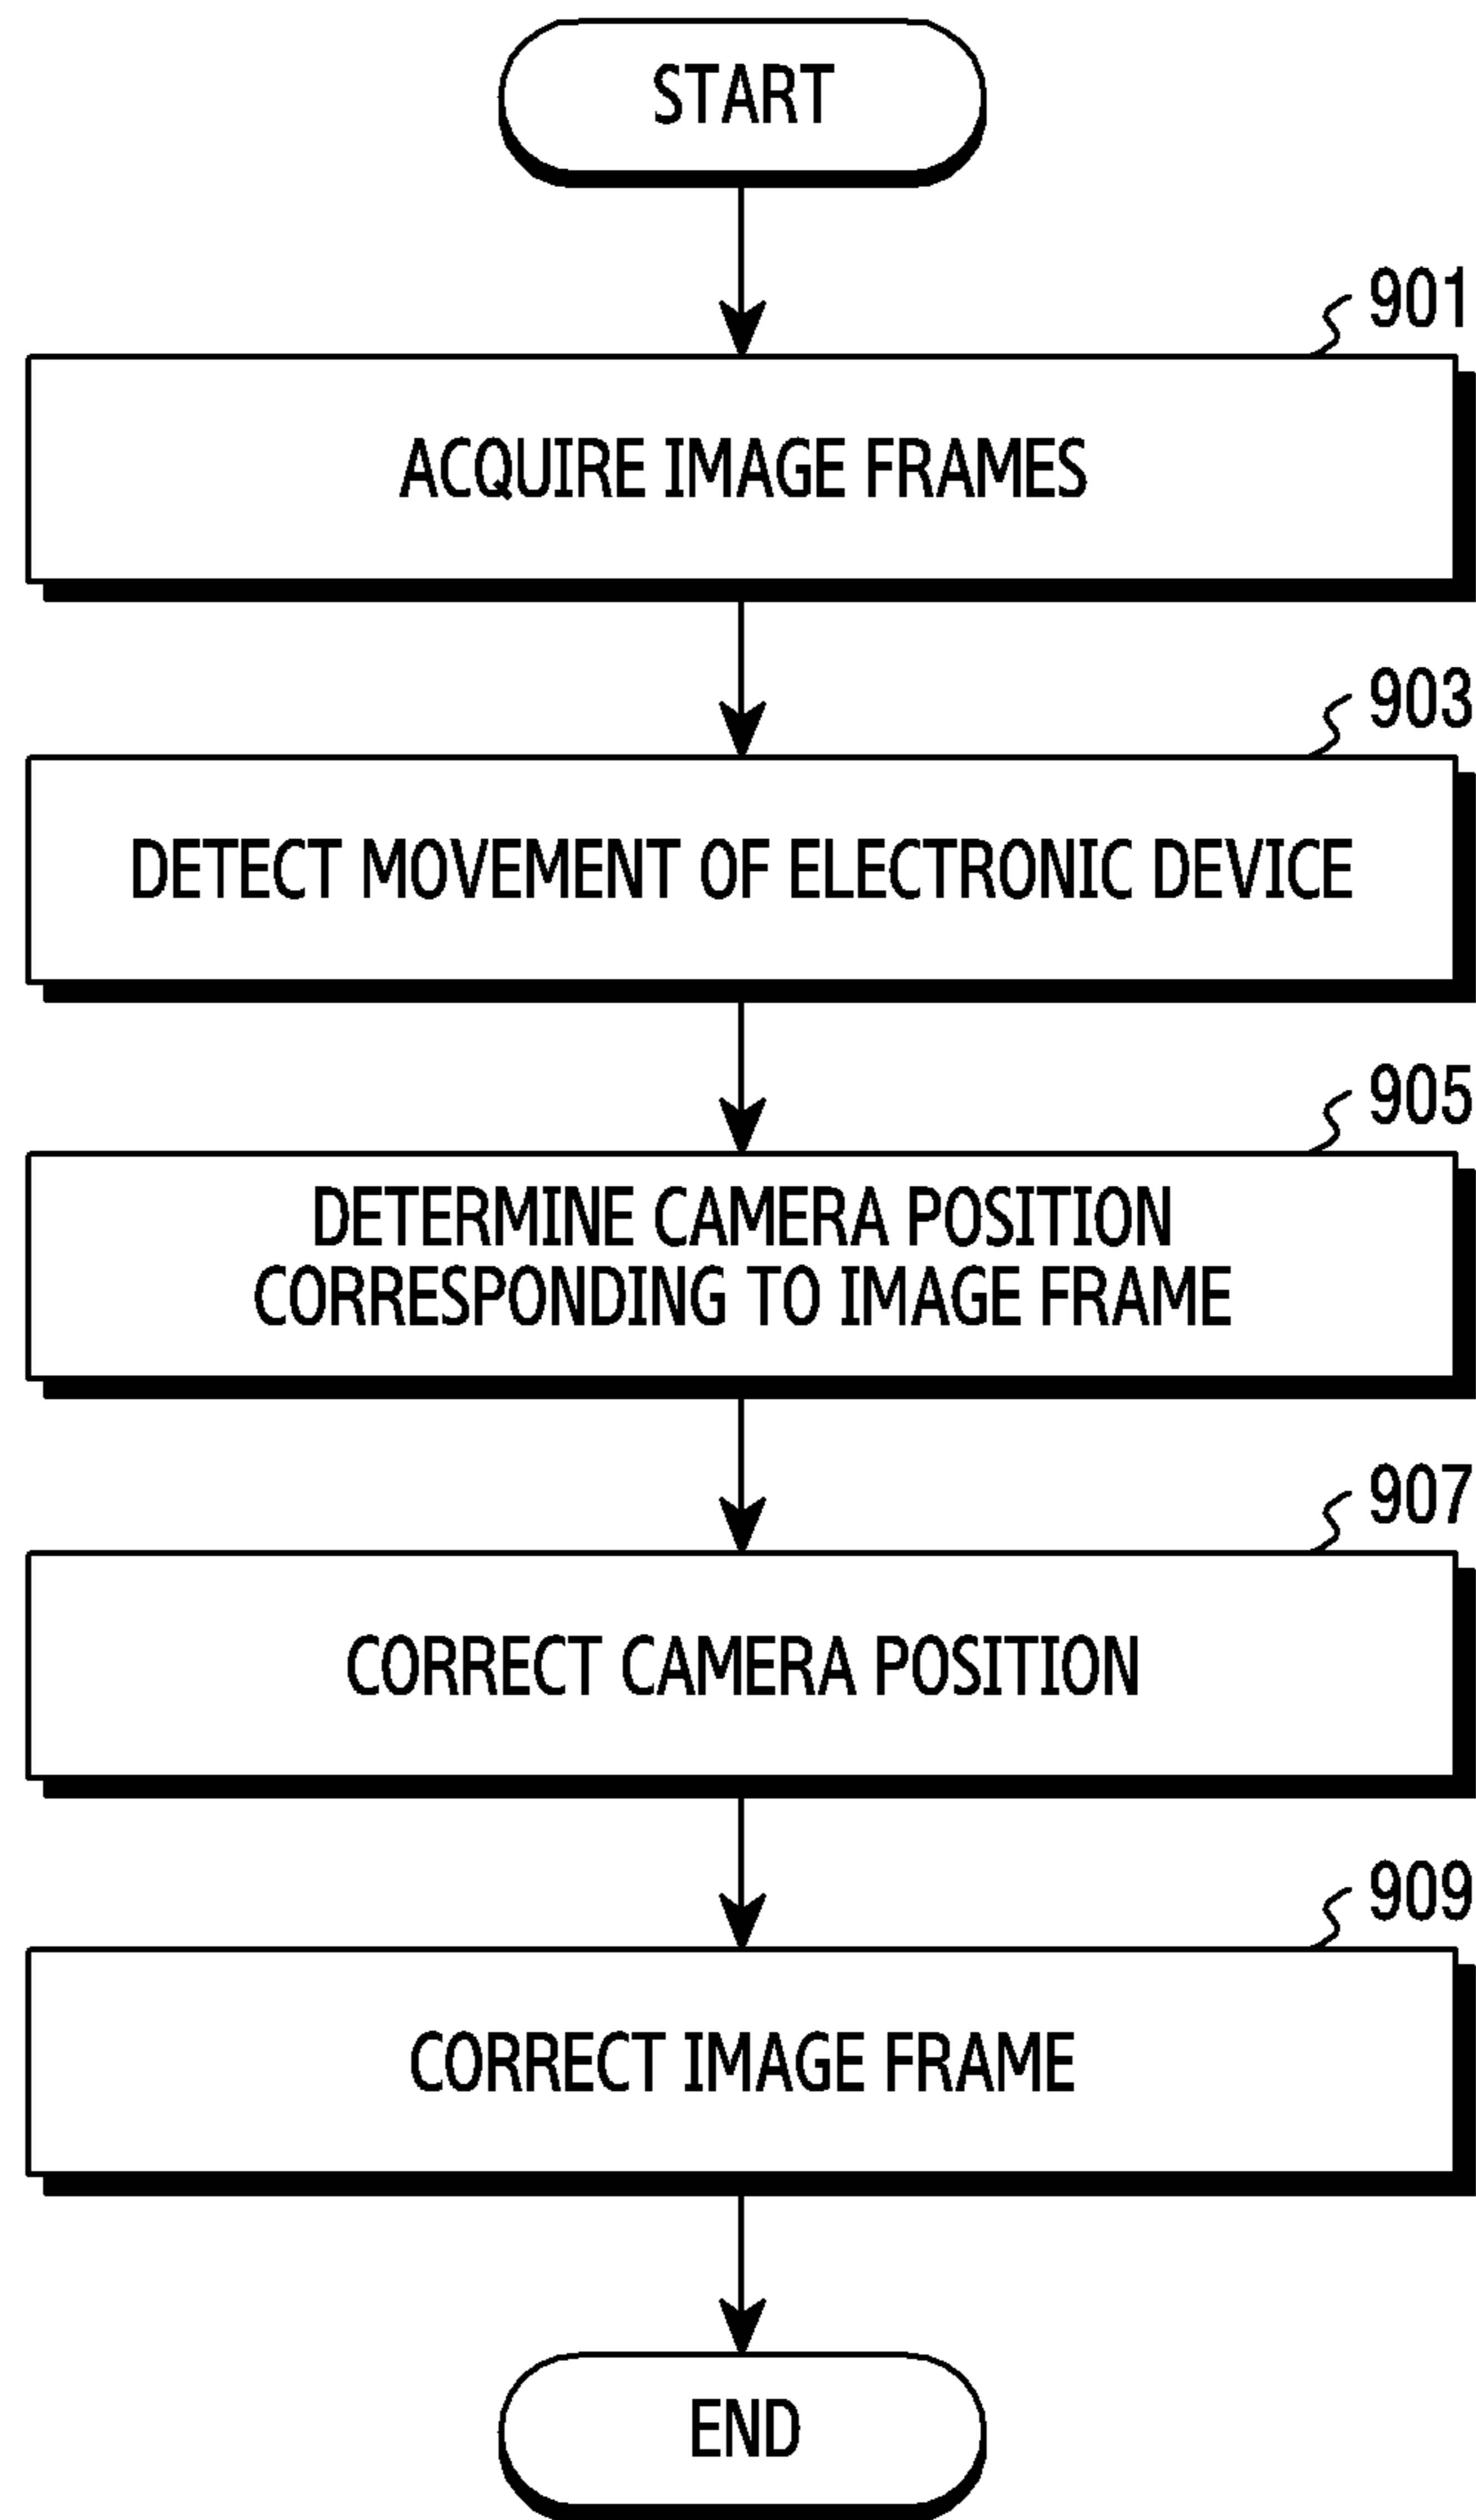 START
901
ACQUIRE IMAGE FRAMES
903
DETECT MOVEMENT OF ELECTRONIC DEVICE
905
DETERMINE CAMERA POSITION
CORRESPONDING TO IMAGE FRAME
907
CORRECT CAMERA POSITION
909
CORRECT IMAGE FRAME
END